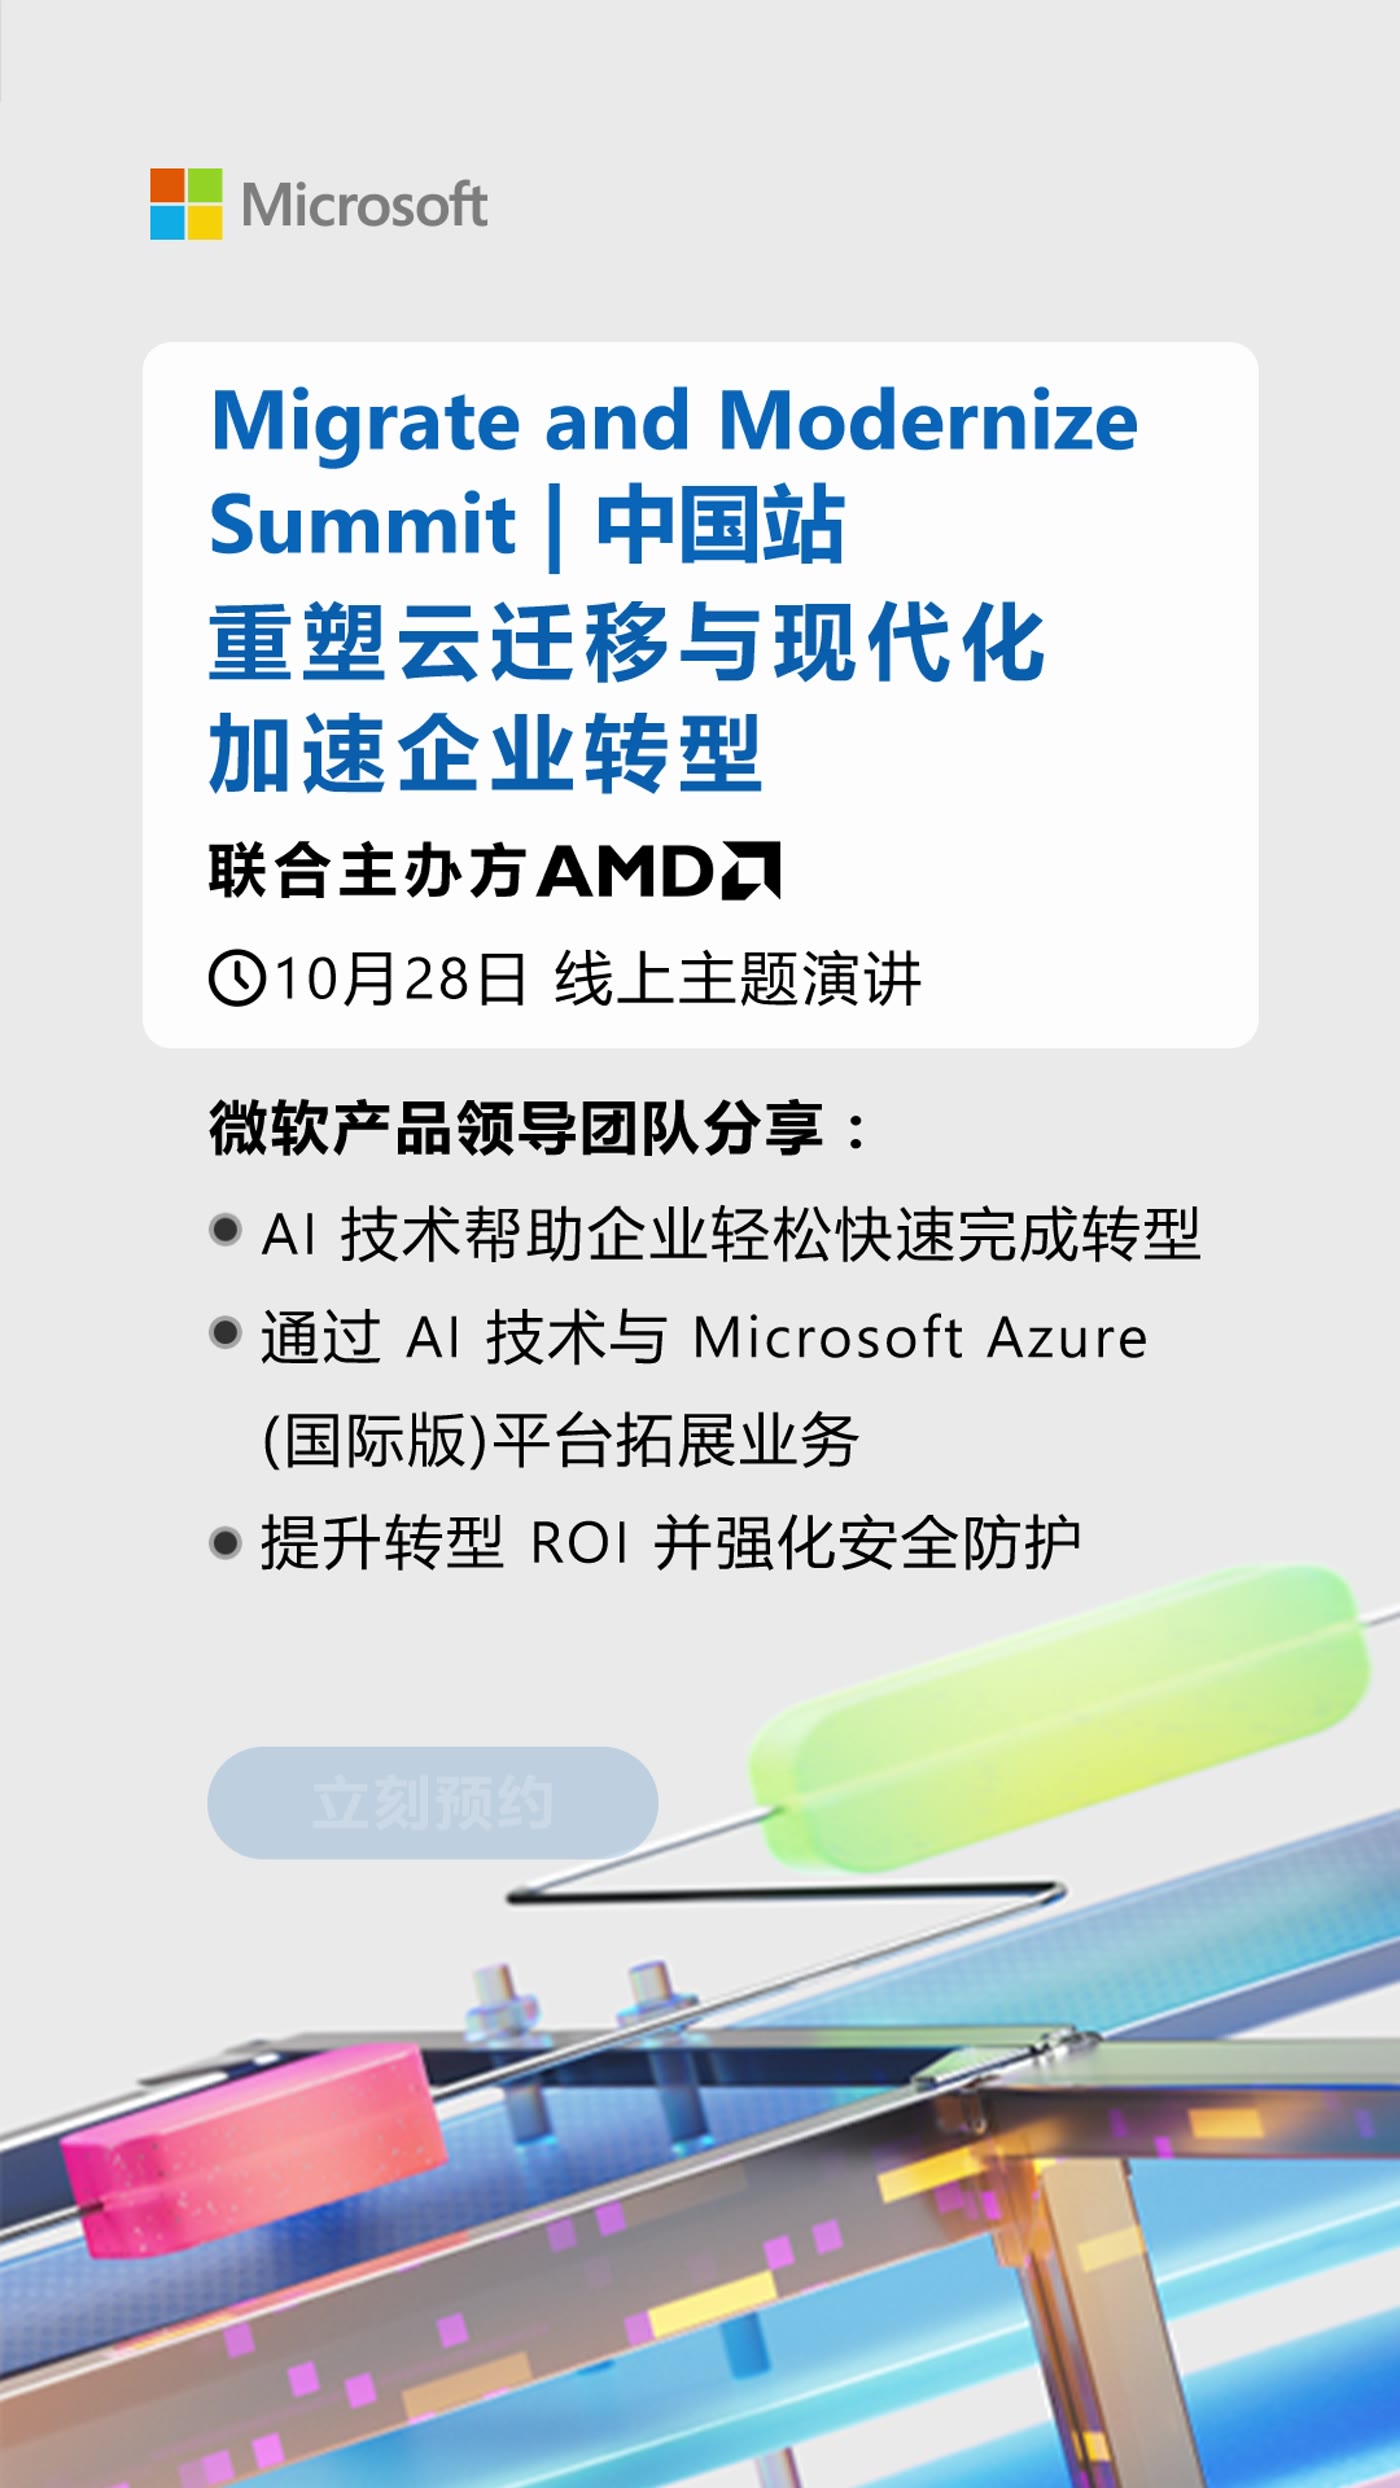 Microsoft
Migrate and Modernize
Summit | 中国站
重塑云迁移与现代化
加速企业转型
联合主办方AMD
10月28日 线上主题演讲
微软产品领导团队分享：
AI 技术帮助企业轻松快速完成转型
通过 AI 技术与 Microsoft Azure
(国际版)平台拓展业务
提升转型 ROI 并强化安全防护
立刻预约